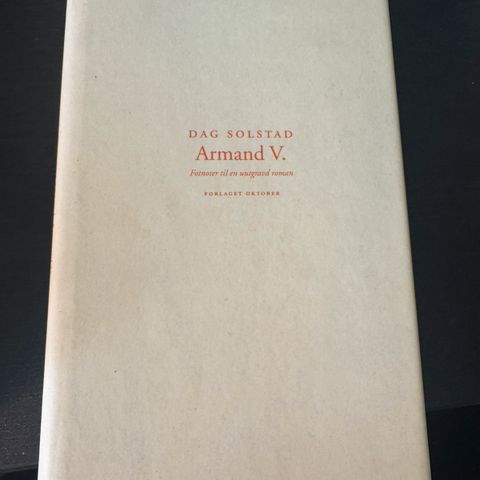 DAG SOLSTAD
Armand V.
Fotnoter til en uutgravd roman
FORLAGET OKTOBER